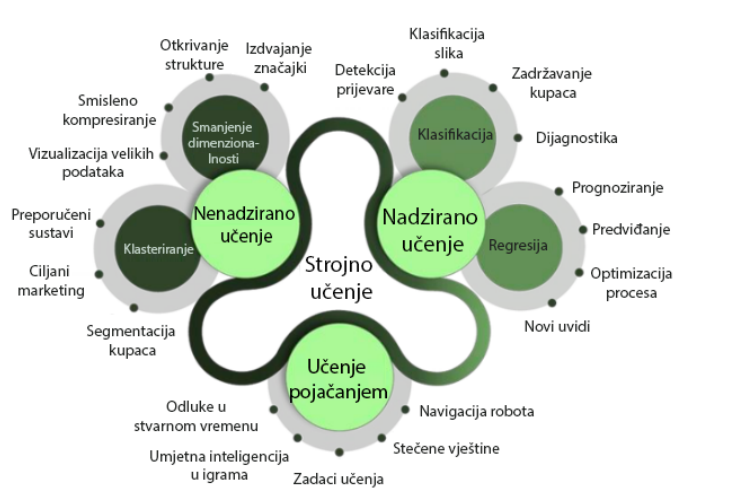 Otkrivanje
strukture
Izdvajanje
značajki
Smisleno
kompresiranje
Vizualizacija velikih
podataka
Smanjenje
dimenziona-
lnosti
Preporučeni
sustavi
Ciljani
marketing
Segmentacija
kupaca
Klasteriranje
Nenadzirano
učenje
Klasifikacija
slika
Detekcija
prijevare
Zadržavanje
kupaca
Dijagnostika
Klasifikacija
Nadzirano
učenje
Regresija
Prognoziranje
Predviđanje
Optimizacija
procesa
Novi uvidi
Strojno
učenje
Učenje
pojačanjem
Odluke u
stvarnom vremenu
Umjetna inteligencija
u igrama
Zadaci učenja
Stečene vještine
Navigacija robota